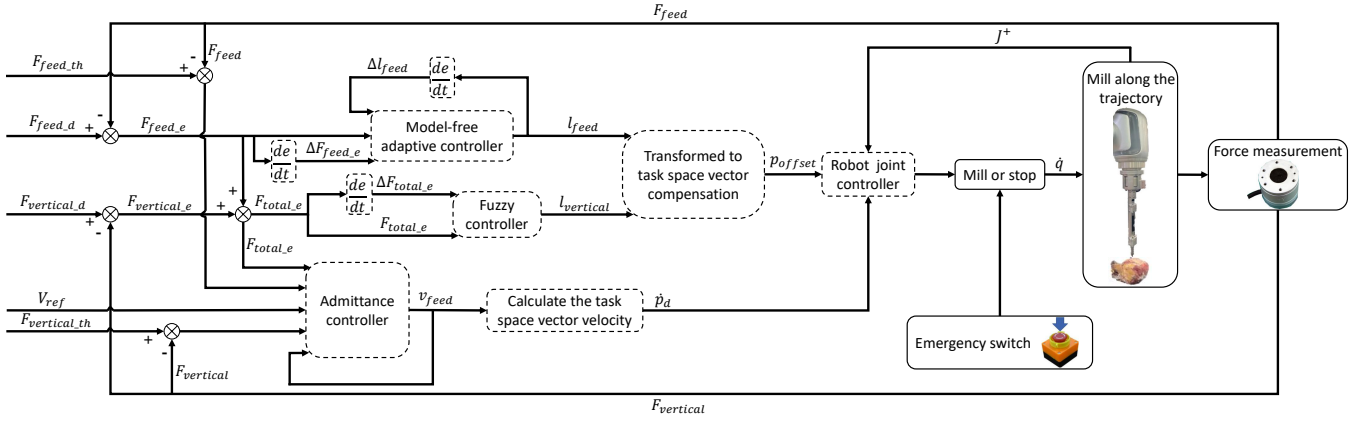 F_feed
J^+
F_feed
-
-
F_feed_th
+
Δl_feed
de
dt
Mill along the
trajectory
F_feed_d
+
F_feed_e
Model-free
adaptive controller
l_feed
de
dt
ΔF_feed_e
Transformed to
task space vector
compensation
p_offset
Robot joint
controller
Mill or stop
q̇
Force measurement
+
de
dt
ΔF_total_e
F_vertical_d
+
-
F_vertical_e
+
F_total_e
F_total_e
Fuzzy
controller
l_vertical
F_total_e
V_ref
Admittance
controller
v_feed
Calculate the task
space vector velocity
ṗ_d
F_vertical_th
+
-
Emergency switch
F_vertical
F_vertical